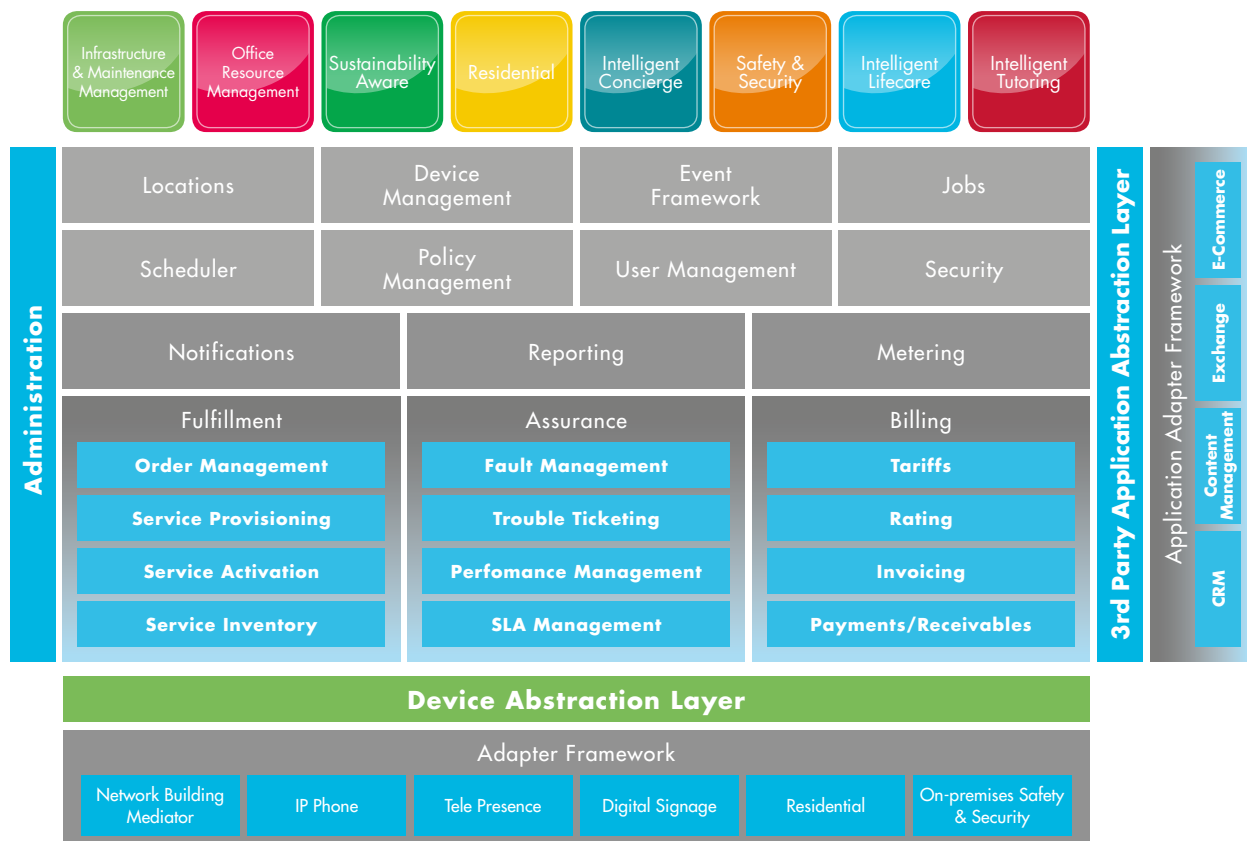 Infrastructure
& Maintenance
Management
Office
Resource
Management
Sustainability
Aware
Residential
Intelligent
Concierge
Safety &
Security
Intelligent
Lifecare
Intelligent
Tutoring
Administration
Locations
Device
Management
Event
Framework
Jobs
Scheduler
Policy
Management
User Management
Security
Notifications
Reporting
Metering
Fulfillment
Order Management
Service Provisioning
Service Activation
Service Inventory
Assurance
Fault Management
Trouble Ticketing
Perfomance Management
SLA Management
Billing
Tariffs
Rating
Invoicing
Payments/Receivables
3rd Party Application Abstraction Layer
Application Adapter Framework
E-Commerce
Exchange
Content
Management
CRM
Device Abstraction Layer
Adapter Framework
Network Building
Mediator
IP Phone
Tele Presence
Digital Signage
Residential
On-premises Safety
& Security